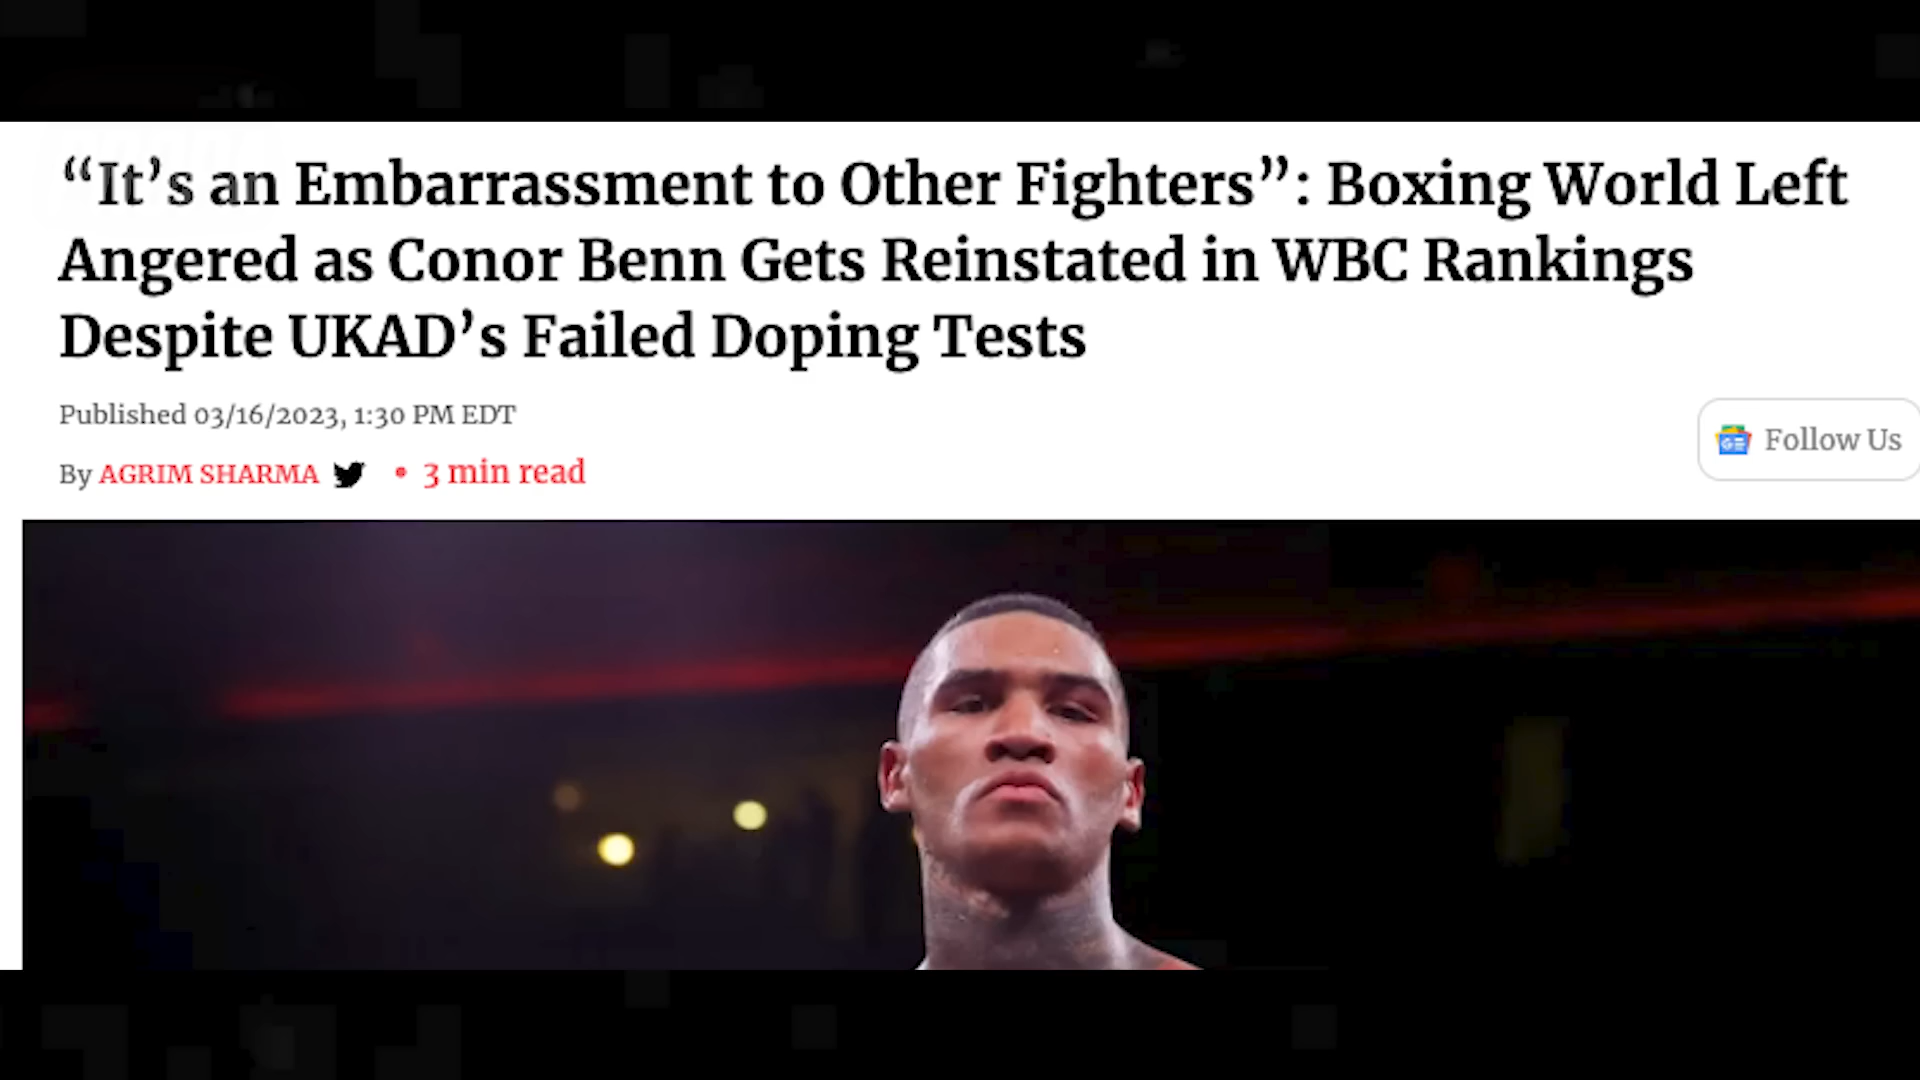 “It’s an Embarrassment to Other Fighters”: Boxing World Left
Angered as Conor Benn Gets Reinstated in WBC Rankings
Despite UKAD’s Failed Doping Tests
Published 03/16/2023, 1:30 PM EDT
By AGRIM SHARMA • 3 min read
Follow Us